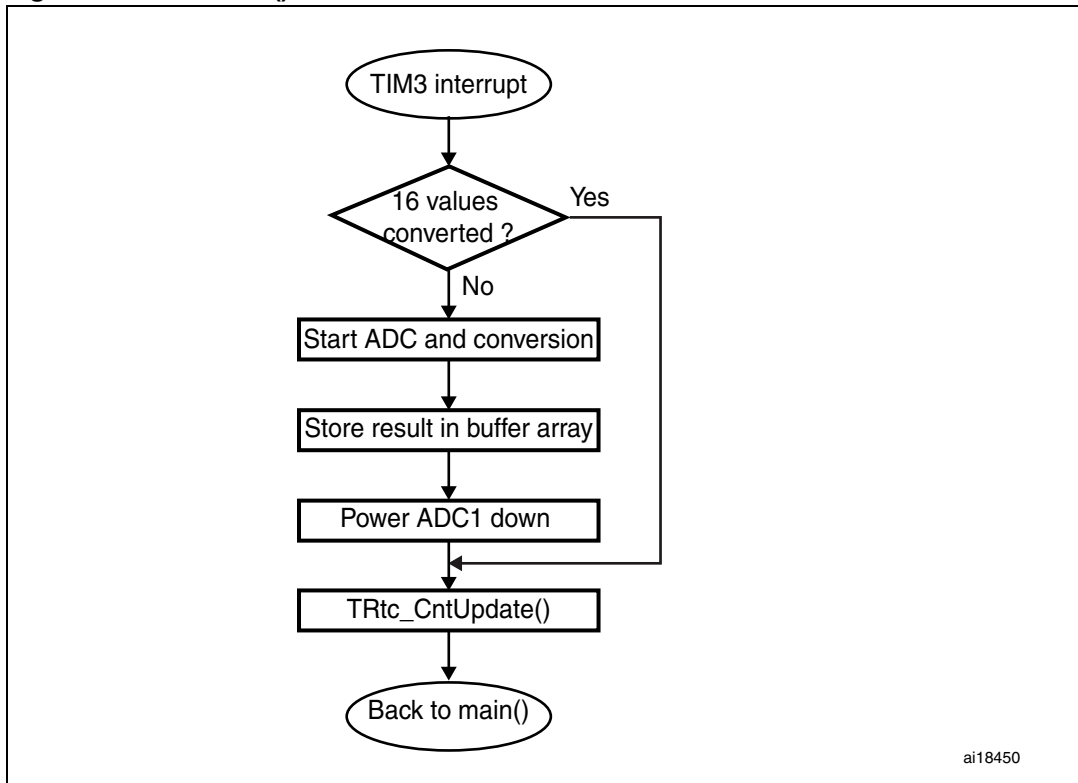 TIM3 interrupt
16 values
converted ?
Yes
No
Start ADC and conversion
Store result in buffer array
Power ADC1 down
TRtc_CntUpdate()
Back to main()
ai18450